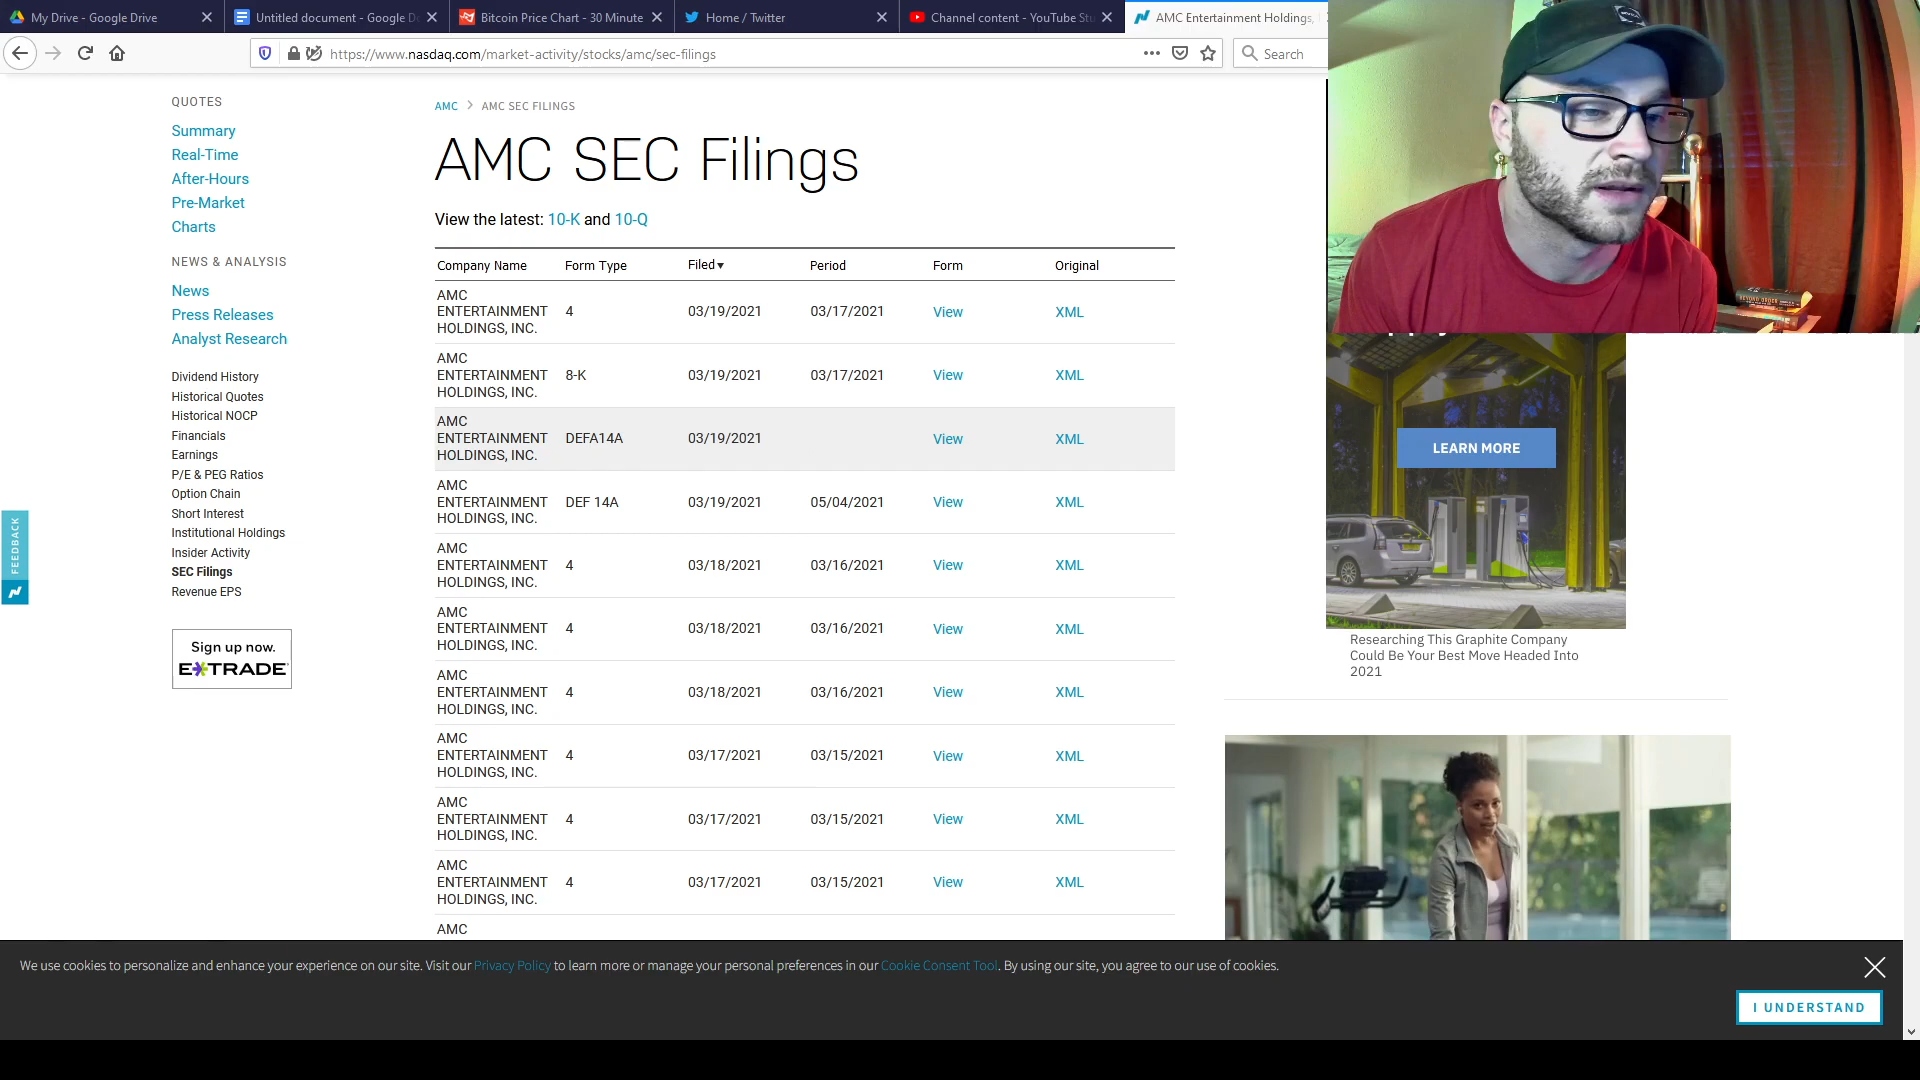 My Drive - Google Drive
Untitled document - Google Do
Bitcoin Price Chart - 30 Minute
Home / Twitter
Channel content - YouTube Stu
AMC Entertainment Holdings,
https://www.nasdaq.com/market-activity/stocks/amc/sec-filings
Search
QUOTES
Summary
Real-Time
After-Hours
Pre-Market
Charts
NEWS & ANALYSIS
News
Press Releases
Analyst Research
Dividend History
Historical Quotes
Historical NOCP
Financials
Earnings
P/E & PEG Ratios
Option Chain
Short Interest
Institutional Holdings
Insider Activity
SEC Filings
Revenue EPS
Sign up now.
E*TRADE
FEEDBACK
AMC > AMC SEC FILINGS
AMC SEC Filings
View the latest: 10-K and 10-Q
Company Name Form Type Filed▼ Period Form Original
AMC
ENTERTAINMENT 4 03/19/2021 03/17/2021 View XML
HOLDINGS, INC.
AMC
ENTERTAINMENT 8-K 03/19/2021 03/17/2021 View XML
HOLDINGS, INC.
AMC
ENTERTAINMENT DEFA14A 03/19/2021 View XML
HOLDINGS, INC.
AMC
ENTERTAINMENT DEF 14A 03/19/2021 05/04/2021 View XML
HOLDINGS, INC.
AMC
ENTERTAINMENT 4 03/18/2021 03/16/2021 View XML
HOLDINGS, INC.
AMC
ENTERTAINMENT 4 03/18/2021 03/16/2021 View XML
HOLDINGS, INC.
AMC
ENTERTAINMENT 4 03/18/2021 03/16/2021 View XML
HOLDINGS, INC.
AMC
ENTERTAINMENT 4 03/17/2021 03/15/2021 View XML
HOLDINGS, INC.
AMC
ENTERTAINMENT 4 03/17/2021 03/15/2021 View XML
HOLDINGS, INC.
AMC
ENTERTAINMENT 4 03/17/2021 03/15/2021 View XML
HOLDINGS, INC.
AMC
BEYOND ORDER
LEARN MORE
Researching This Graphite Company
Could Be Your Best Move Headed Into
2021
We use cookies to personalize and enhance your experience on our site. Visit our Privacy Policy to learn more or manage your personal preferences in our Cookie Consent Tool. By using our site, you agree to our use of cookies.
I UNDERSTAND